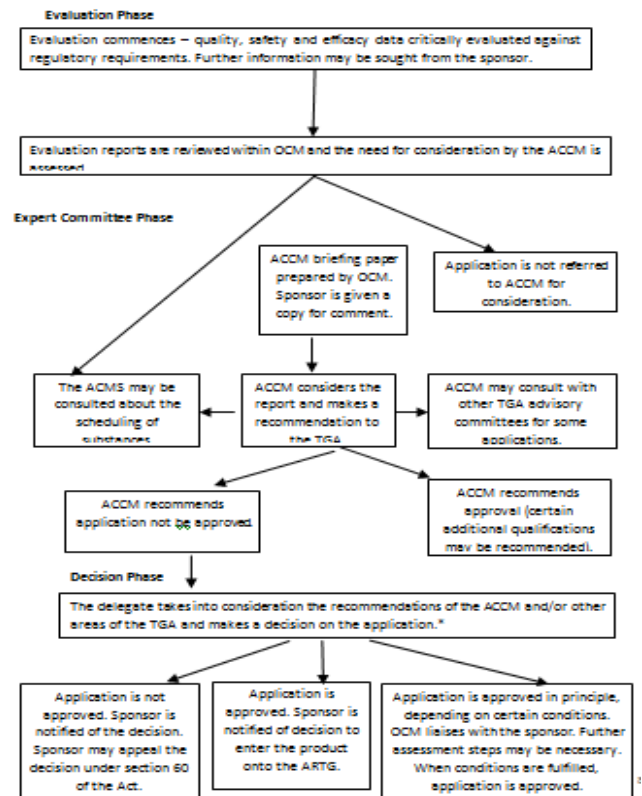 Evaluation Phase
Evaluation commences – quality, safety and efficacy data critically evaluated against
regulatory requirements. Further information may be sought from the sponsor.
Evaluation reports are reviewed within OCM and the need for consideration by the ACCM is
assessed
Expert Committee Phase
ACCM briefing paper
prepared by OCM.
Sponsor is given a
copy for comment.
Application is not referred
to ACCM for
consideration.
The ACMS may be
consulted about the
scheduling of
substances
ACCM considers the
report and makes a
recommendation to
the TGA
ACCM may consult with
other TGA advisory
committees for some
applications.
ACCM recommends
application not be approved
ACCM recommends
approval (certain
additional qualifications
may be recommended).
Decision Phase
The delegate takes into consideration the recommendations of the ACCM and/or other
areas of the TGA and makes a decision on the application.*
Application is not
approved. Sponsor is
notified of the decision.
Sponsor may appeal the
decision under section 60
of the Act.
Application is
approved. Sponsor is
notified of decision to
enter the product
onto the ARTG.
Application is approved in principle,
depending on certain conditions.
OCM liaises with the sponsor. Further
assessment steps may be necessary.
When conditions are fulfilled,
application is approved.